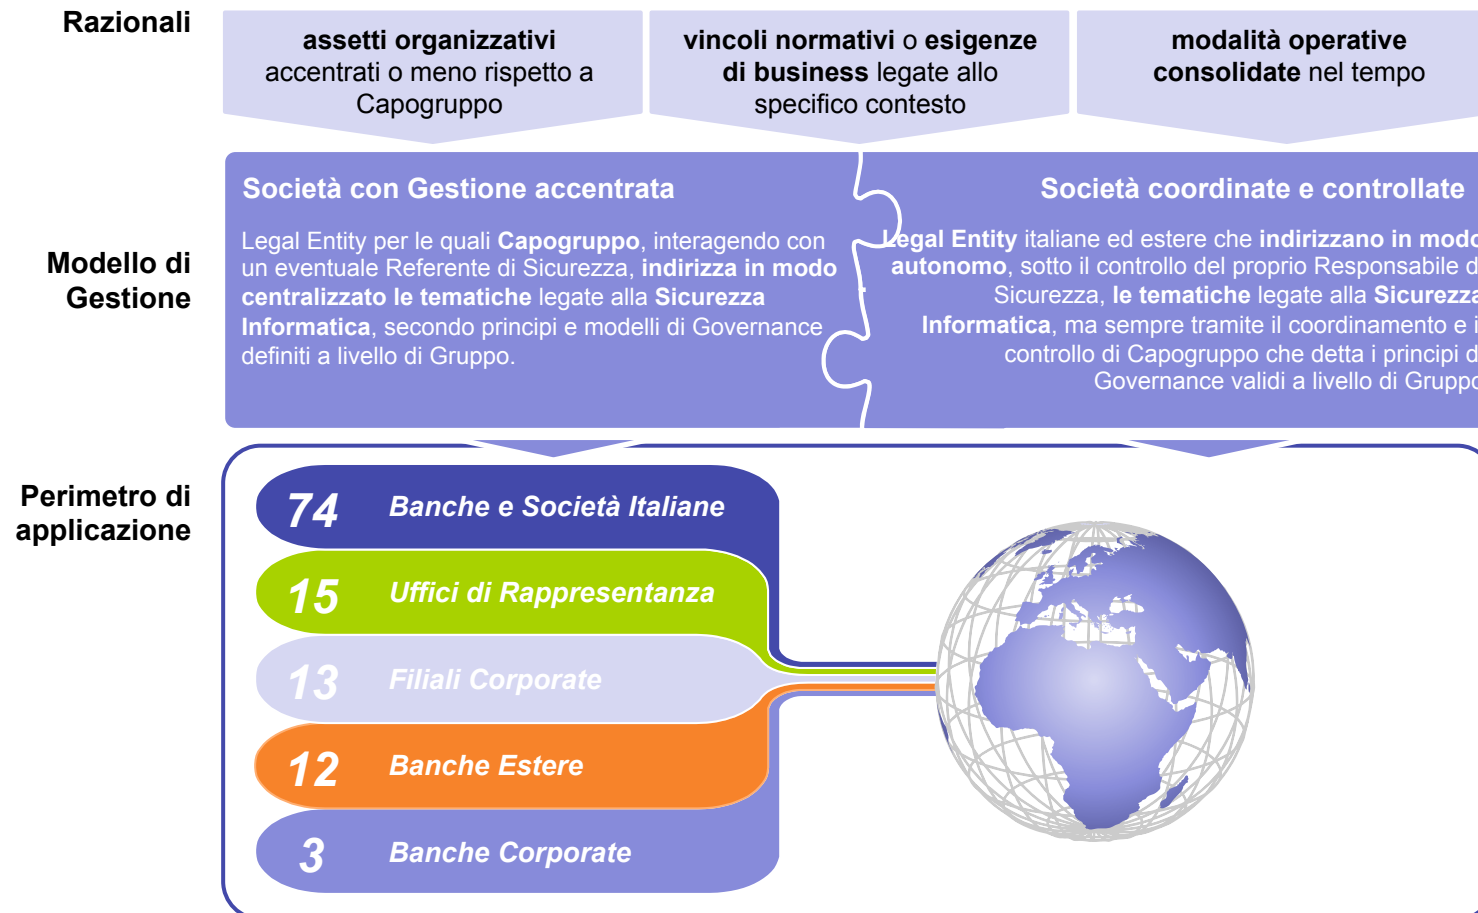 Razionali
assetti organizzativi
accentrati o meno rispetto a
Capogruppo
vincoli normativi o esigenze
di business legate allo
specifico contesto
modalità operative
consolidate nel tempo
Modello di
Gestione
Società con Gestione accentrata
Legal Entity per le quali Capogruppo, interagendo con
un eventuale Referente di Sicurezza, indirizza in modo
centralizzato le tematiche legate alla Sicurezza
Informatica, secondo principi e modelli di Governance
definiti a livello di Gruppo.
Società coordinate e controllate
Legal Entity italiane ed estere che indirizzano in modo
autonomo, sotto il controllo del proprio Responsabile d
Sicurezza, le tematiche legate alla Sicurezza
Informatica, ma sempre tramite il coordinamento e i
controllo di Capogruppo che detta i principi d
Governance validi a livello di Gruppo
Perimetro di
applicazione
74 Banche e Società Italiane
15 Uffici di Rappresentanza
13 Filiali Corporate
12 Banche Estere
3 Banche Corporate